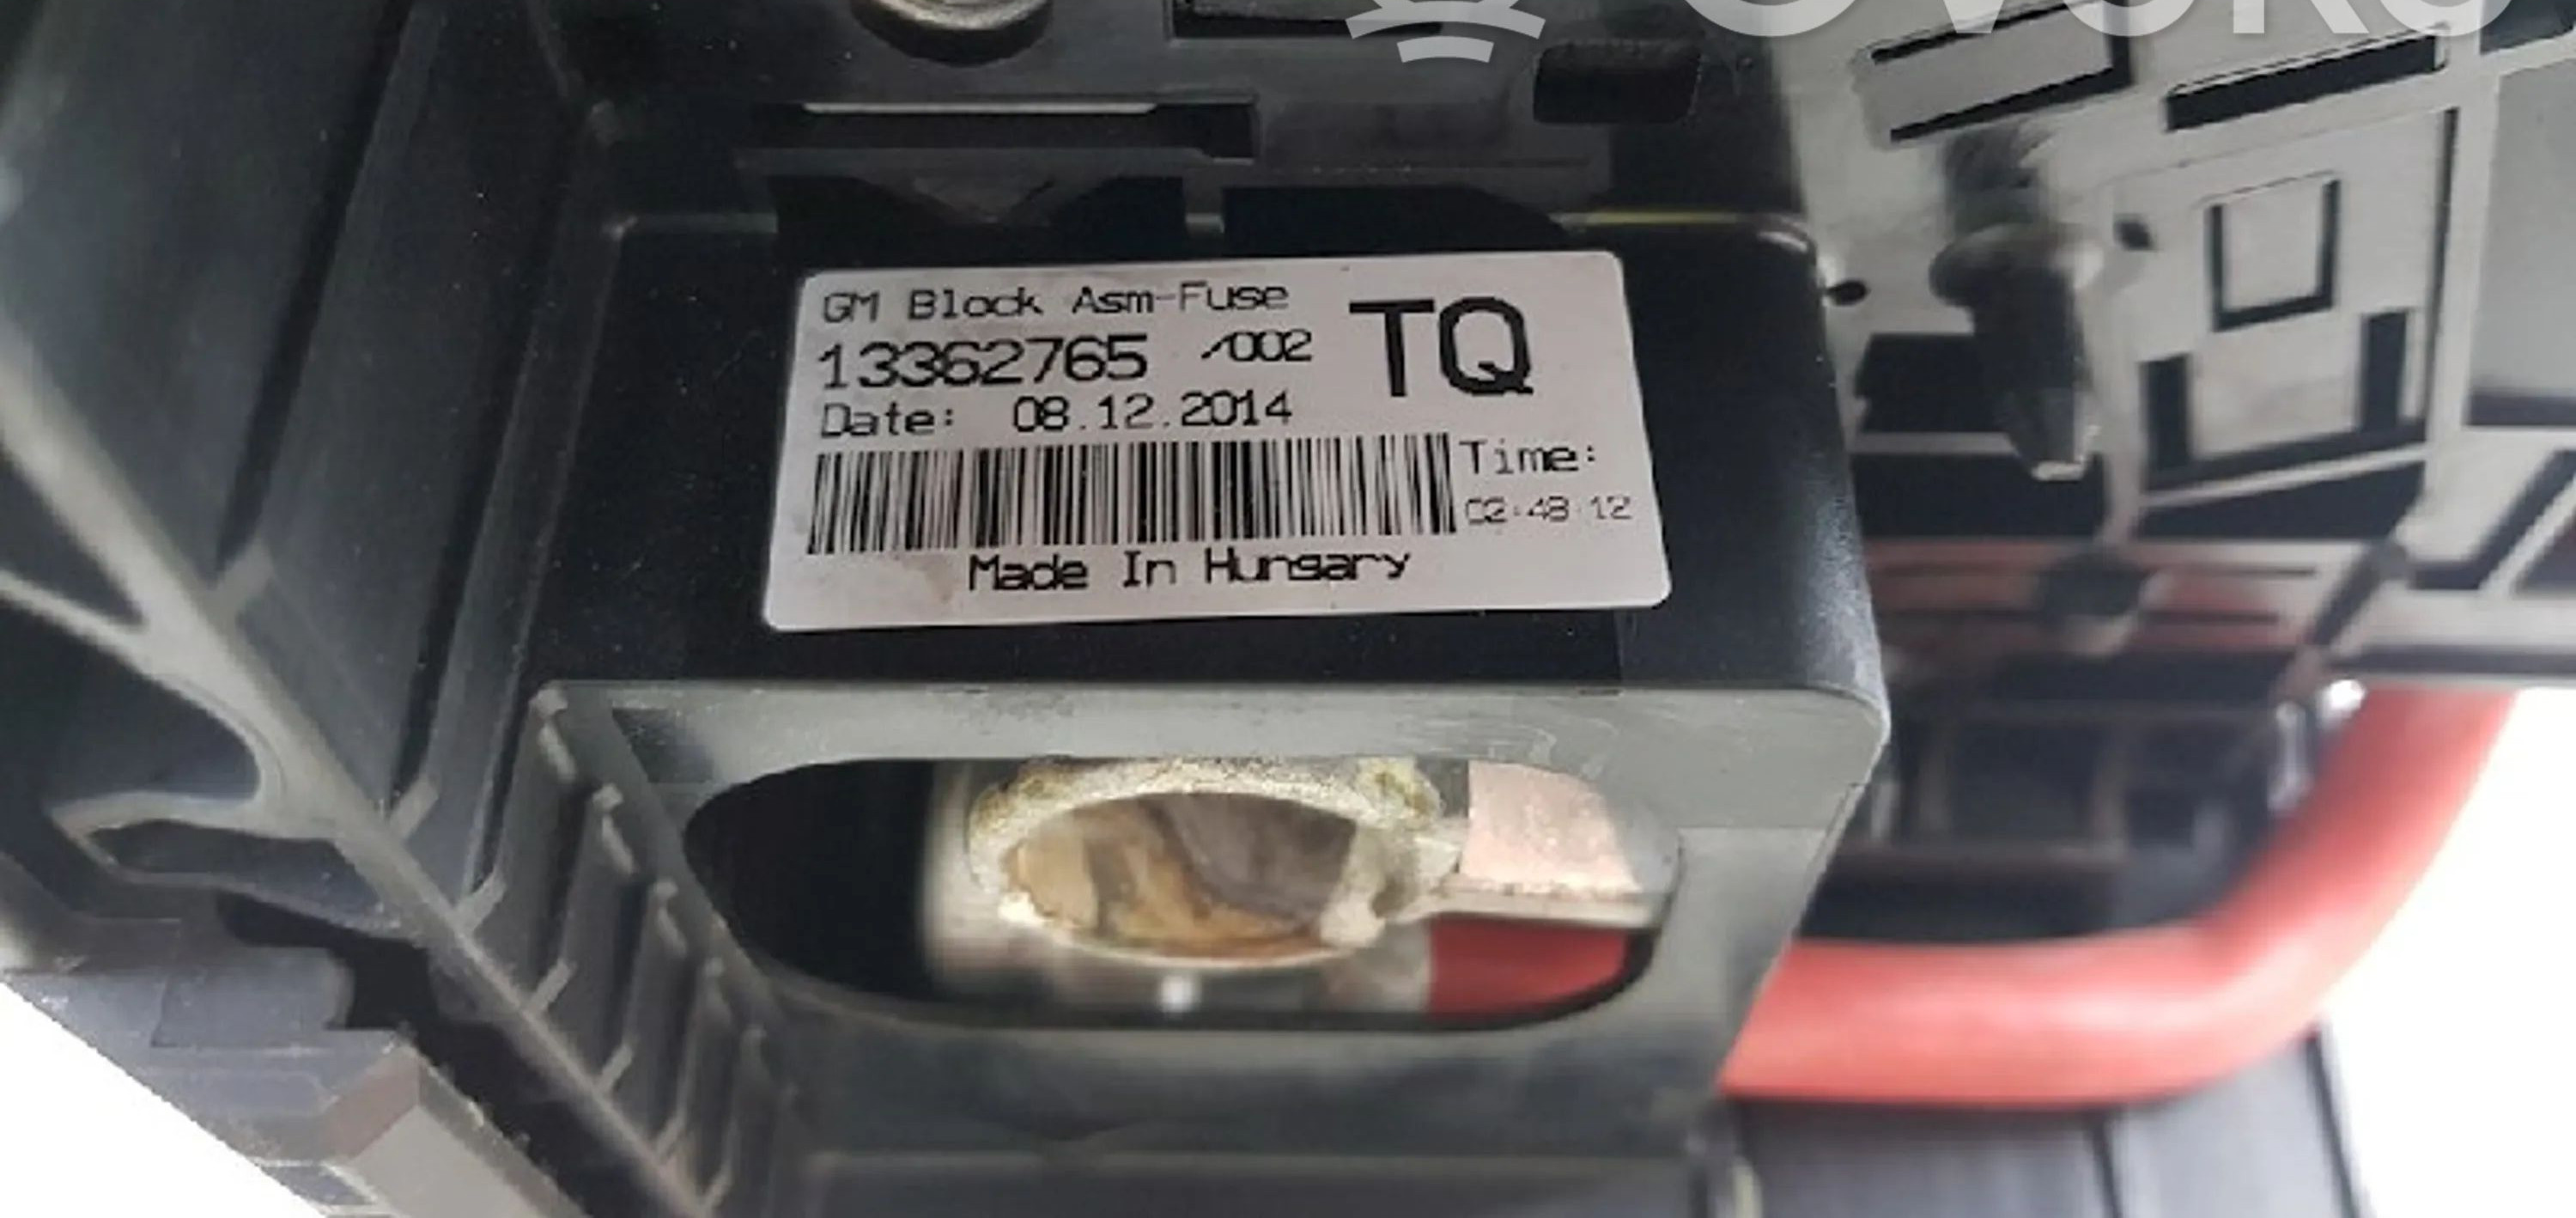 GM Block Asm-Fuse
13362765 /002 TQ
Date: 08.12.2014
Time:
02:48:12
Made In Hungary